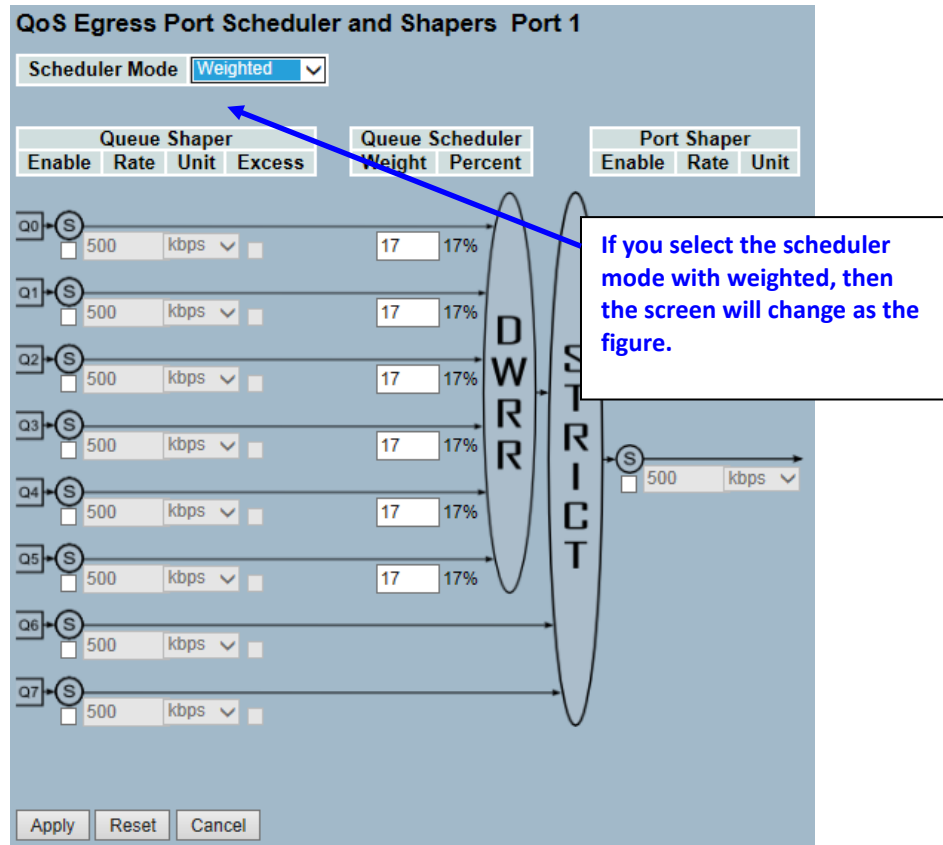 QoS Egress Port Scheduler and Shapers Port 1
Scheduler Mode Weighted
Queue Shaper Queue Scheduler Port Shaper
Enable Rate Unit Excess Weight Percent Enable Rate Unit
Q0 S
500 kbps 17 17%
Q1 S
500 kbps 17 17%
Q2 S
500 kbps 17 17%
Q3 S
500 kbps 17 17%
Q4 S
500 kbps 17 17%
Q5 S
500 kbps 17 17%
Q6 S
500 kbps
Q7 S
500 kbps
DWRR
STRICT
S
500 kbps
If you select the scheduler
mode with weighted, then
the screen will change as the
figure.
Apply Reset Cancel